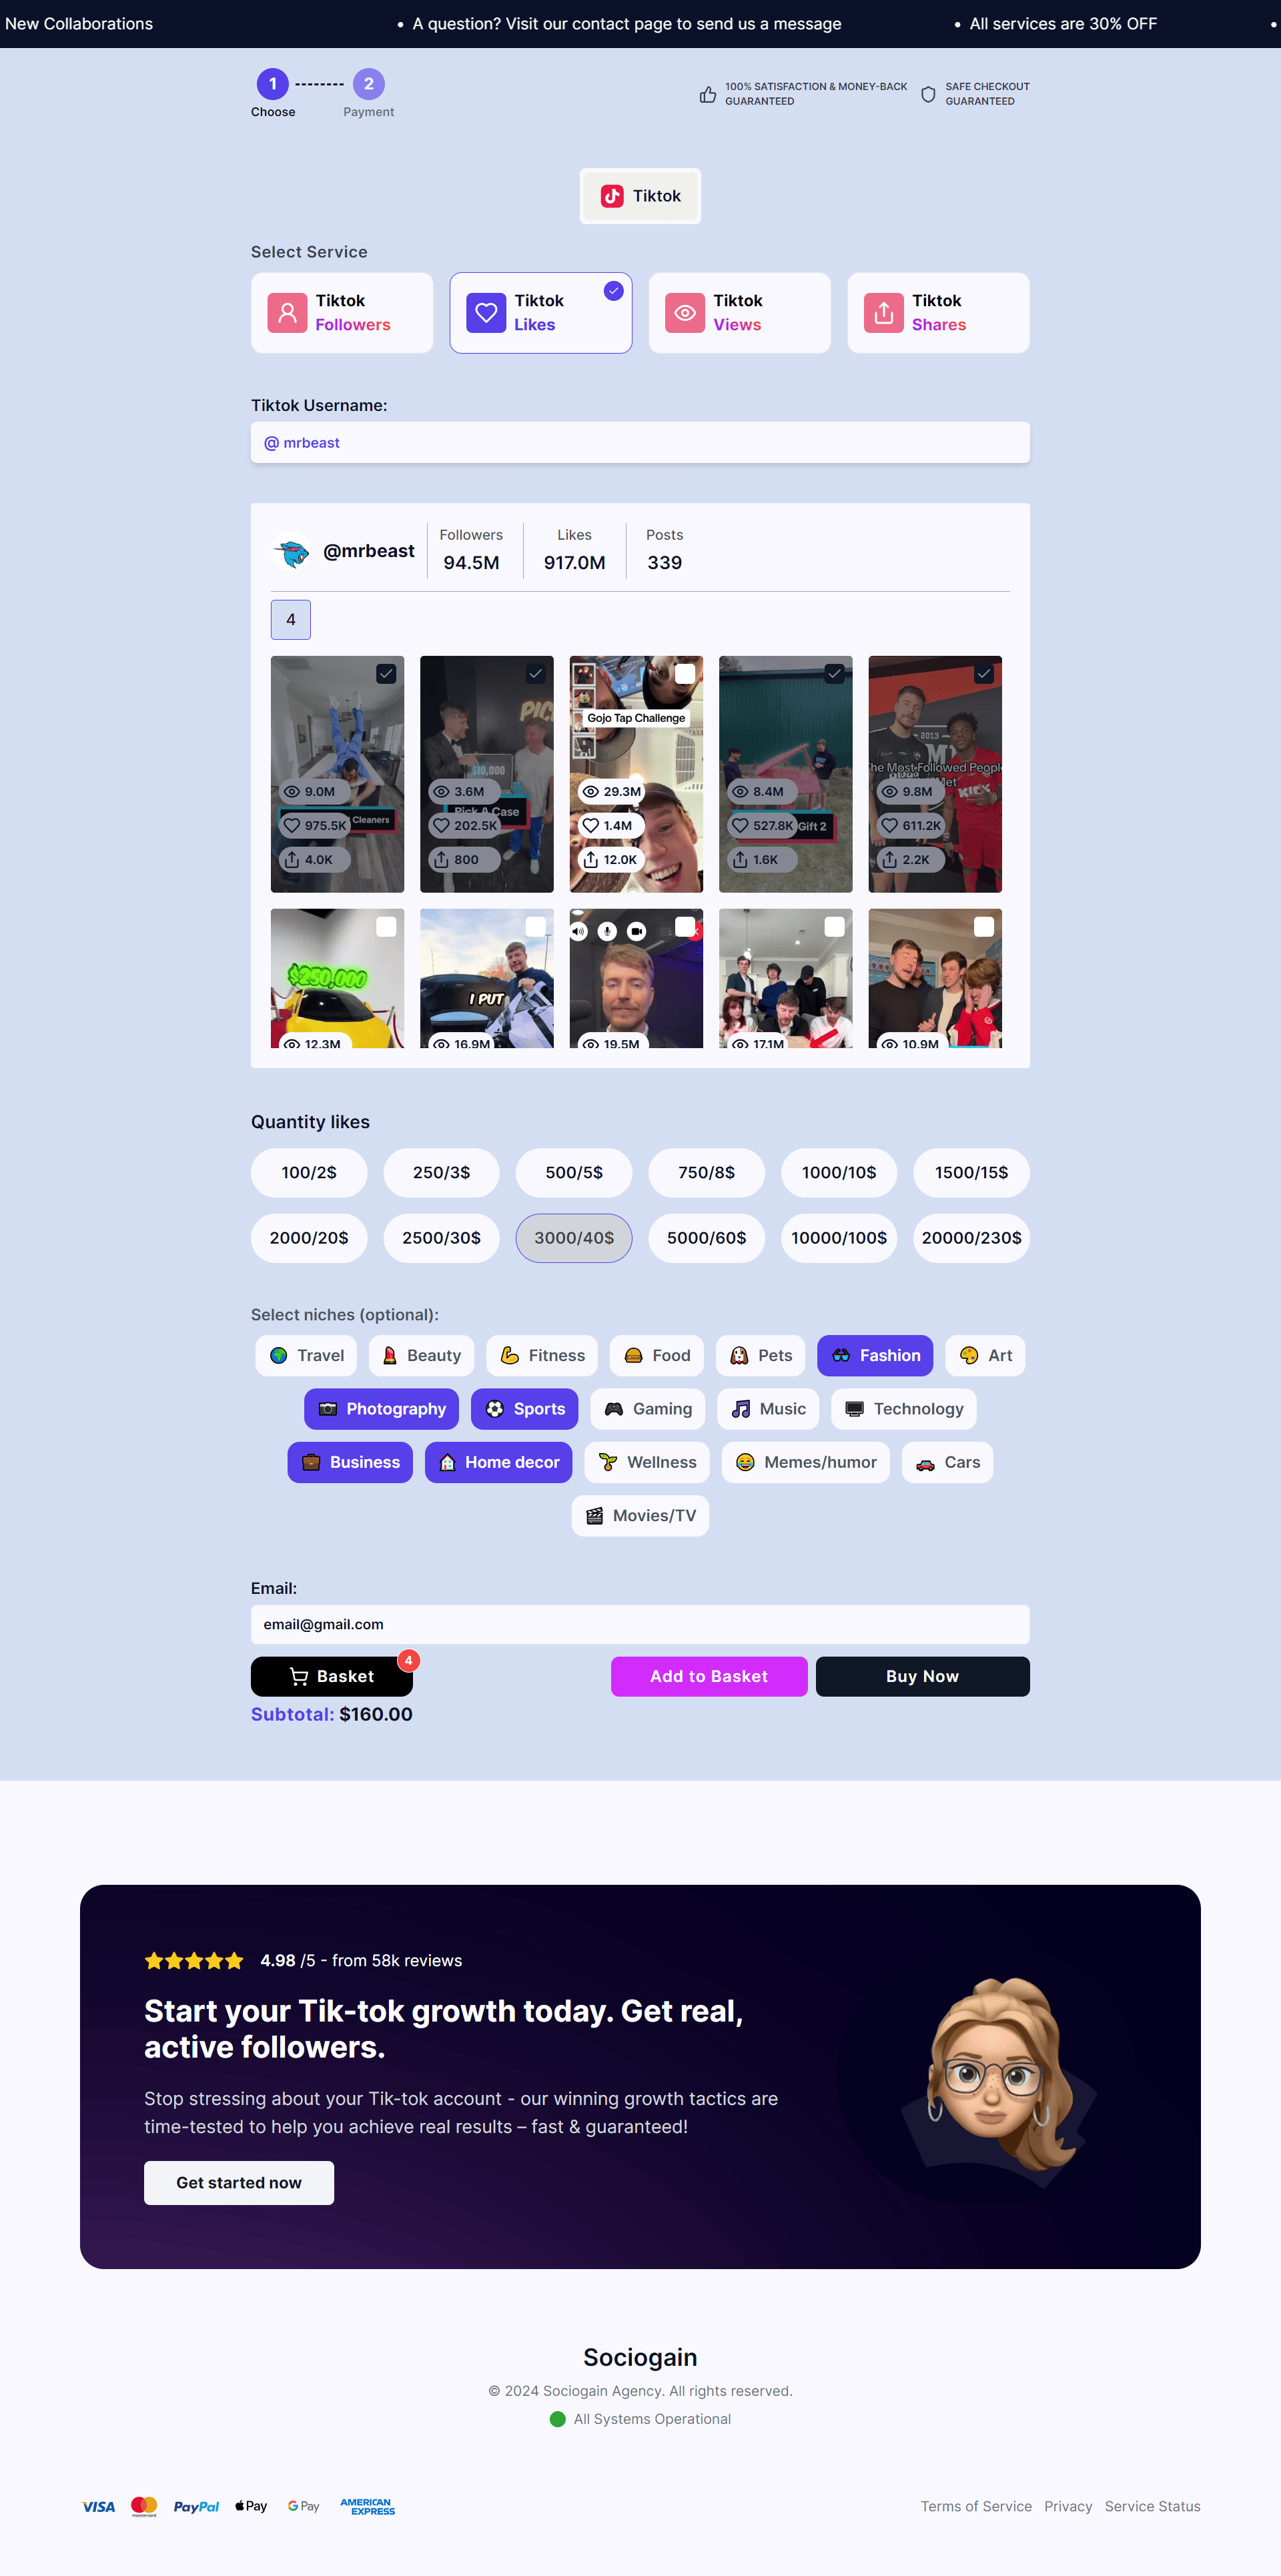 New Collaborations
• A question? Visit our contact page to send us a message
• All services are 30% OFF
•
1
2
Choose
Payment
100% SATISFACTION & MONEY-BACK
GUARANTEED
SAFE CHECKOUT
GUARANTEED
Tiktok
Select Service
Tiktok
Followers
Tiktok
Likes
Tiktok
Views
Tiktok
Shares
Tiktok Username:
@ mrbeast
@mrbeast
Followers
94.5M
Likes
917.0M
Posts
339
4
Cleaners
9.0M
975.5K
4.0K
PIC
$10,000
Pick A Case
3.6M
202.5K
800
Gojo Tap Challenge
29.3M
1.4M
12.0K
Gift 2
8.4M
527.8K
1.6K
2013
The Most Followed People
Met
KICK
9.8M
611.2K
2.2K
$250,000
12.3M
I PUT
16.9M
19.5M
17.1M
10.9M
Quantity likes
100/2$
250/3$
500/5$
750/8$
1000/10$
1500/15$
2000/20$
2500/30$
3000/40$
5000/60$
10000/100$
20000/230$
Select niches (optional):
Travel
Beauty
Fitness
Food
Pets
Fashion
Art
Photography
Sports
Gaming
Music
Technology
Business
Home decor
Wellness
Memes/humor
Cars
Movies/TV
Email:
email@gmail.com
Basket
4
Add to Basket
Buy Now
Subtotal: $160.00
4.98 /5 - from 58k reviews
Start your Tik-tok growth today. Get real,
active followers.
Stop stressing about your Tik-tok account - our winning growth tactics are
time-tested to help you achieve real results – fast & guaranteed!
Get started now
Sociogain
© 2024 Sociogain Agency. All rights reserved.
All Systems Operational
VISA
mastercard
PayPal
Pay
G Pay
AMERICAN
EXPRESS
Terms of Service
Privacy
Service Status